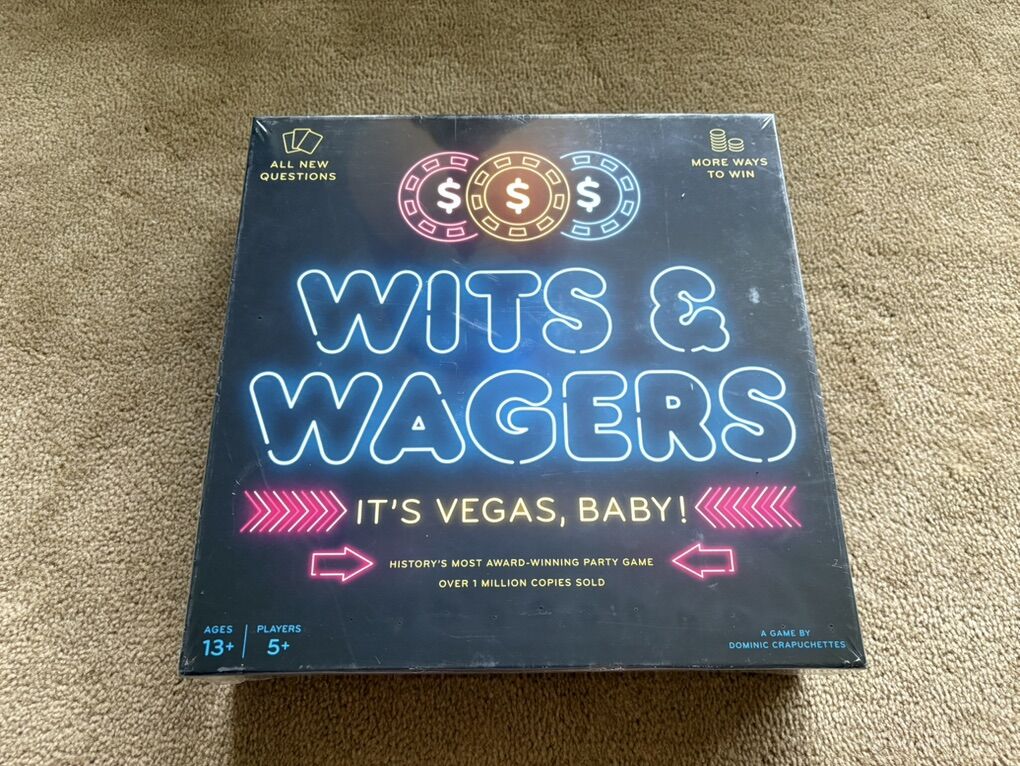 ALL NEW
QUESTIONS
MORE WAYS
TO WIN
$ $ $
WITS &
WAGERS
IT'S VEGAS, BABY!
HISTORY'S MOST AWARD-WINNING PARTY GAME
OVER 1 MILLION COPIES SOLD
AGES
13+
PLAYERS
5+
A GAME BY
DOMINIC CRAPUCHETTES